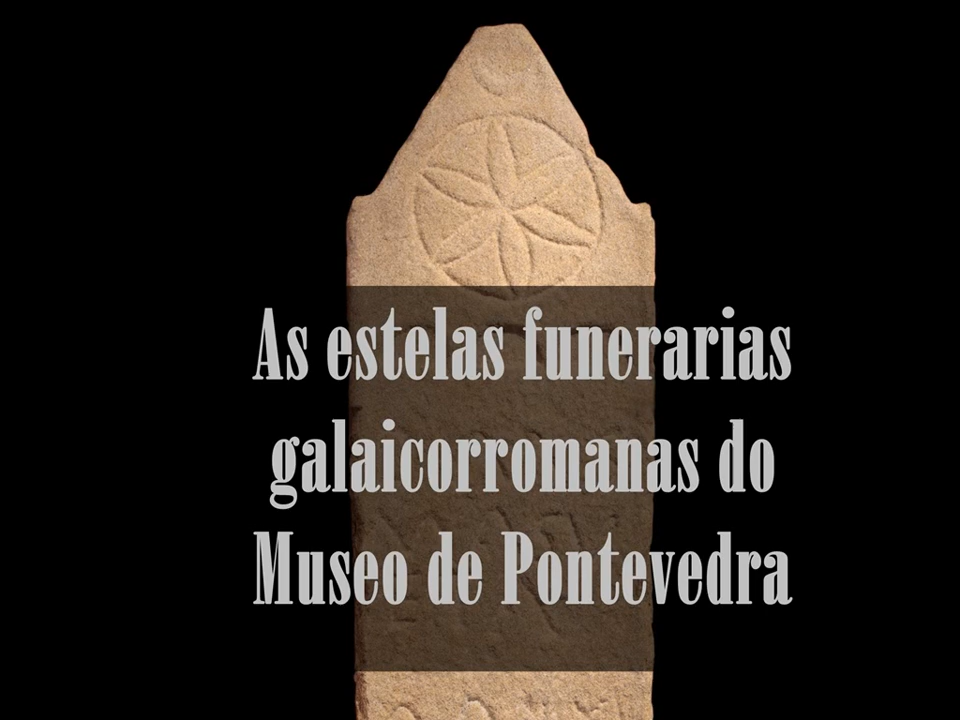 As estelas funerarias
galaicorromanas do
Museo de Pontevedra